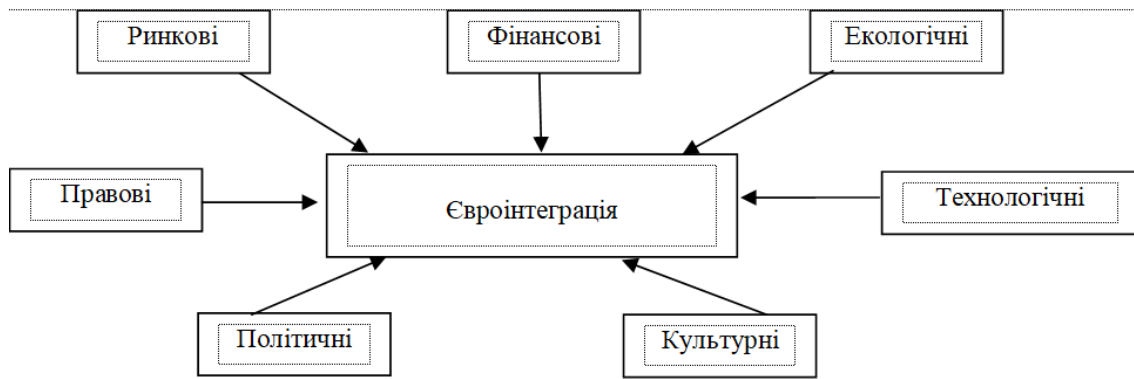 Ринкові
Фінансові
Екологічні
Правові
Євроінтеграція
Технологічні
Політичні
Культурні